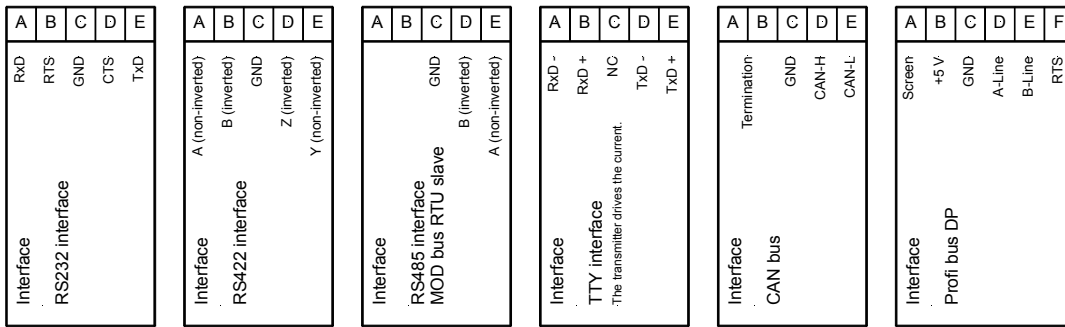 A B C D E
RxD
RTS
GND
CTS
TxD
Interface
RS232 interface
A B C D E
A (non-inverted)
B (inverted)
GND
Z (inverted)
Y (non-inverted)
Interface
RS422 interface
A B C D E
GND
B (inverted)
A (non-inverted)
Interface
RS485 interface
MOD bus RTU slave
A B C D E
RxD -
RxD +
NC
TxD -
TxD +
Interface
TTY interface
The transmitter drives the current.
A B C D E
Termination
GND
CAN-H
CAN-L
Interface
CAN bus
A B C D E F
Screen
+5 V
GND
A-Line
B-Line
RTS
Interface
Profi bus DP